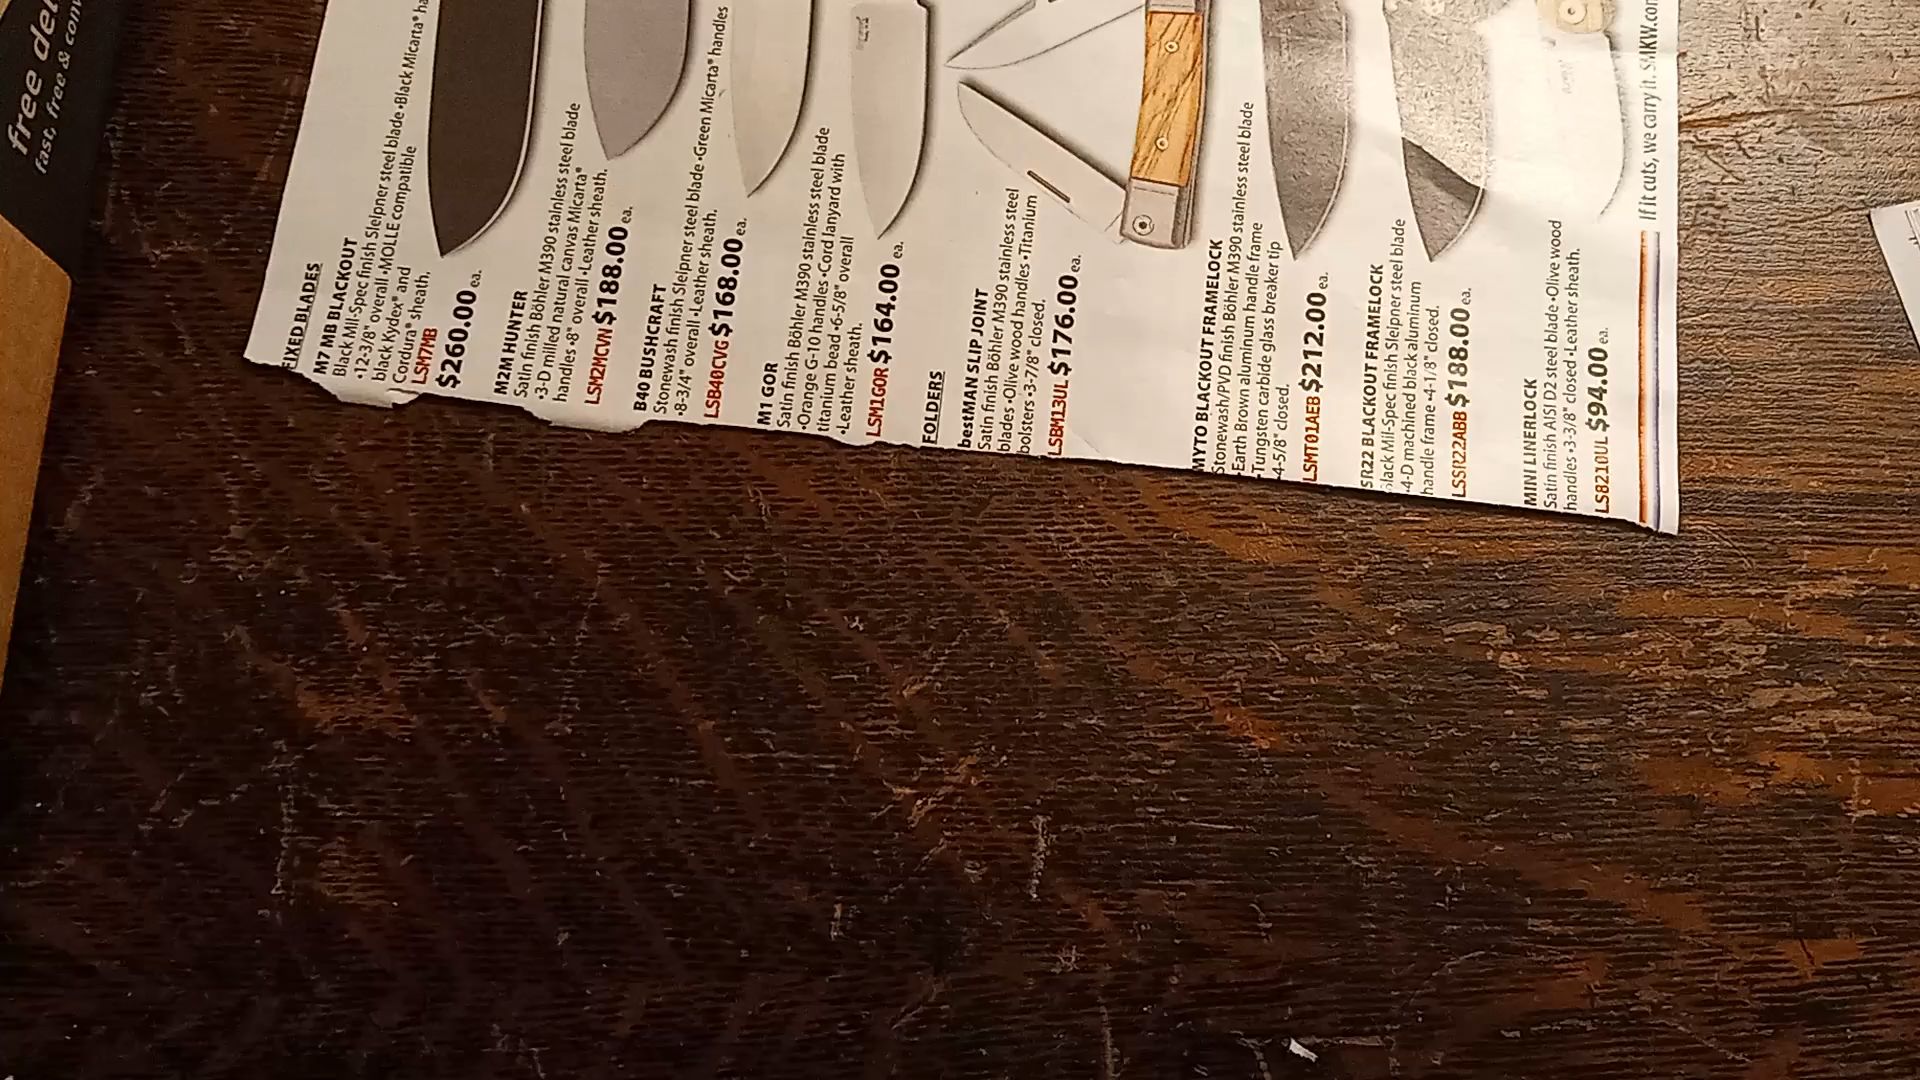 free del
fast, free & conv
FIXED BLADES
M7 MB BLACKOUT
Black Mil-Spec finish Sleipner steel blade •Black Micarta® ha
•12-3/8" overall •MOLLE compatible
black Kydex® and
Cordura® sheath.
LSM7MB
$260.00 ea.
M2M HUNTER
Satin finish Böhler M390 stainless steel blade
•3-D milled natural canvas Micarta®
handles •8" overall •Leather sheath.
LSM2MCVN $188.00 ea.
B40 BUSHCRAFT
Stonewash finish Sleipner steel blade •Green Micarta® handles
•8-3/4" overall •Leather sheath.
LSB40CVG $168.00 ea.
M1 GOR
Satin finish Böhler M390 stainless steel blade
•Orange G-10 handles •Cord lanyard with
titanium bead •6-5/8" overall
•Leather sheath.
LSM1GOR $164.00 ea.
FOLDERS
bestMAN SLIP JOINT
Satin finish Böhler M390 stainless steel
blades •Olive wood handles •Titanium
bolsters •3-7/8" closed.
LSBM13UL $176.00 ea.
MYTO BLACKOUT FRAMELOCK
Stonewash/PVD finish Böhler M390 stainless steel blade
•Earth Brown aluminum handle frame
•Tungsten carbide glass breaker tip
•4-5/8" closed.
LSMT01AEB $212.00 ea.
SR22 BLACKOUT FRAMELOCK
Black Mil-Spec finish Sleipner steel blade
•4-D machined black aluminum
handle frame •4-1/8" closed.
LSSR22ABB $188.00 ea.
MINI LINERLOCK
Satin finish AISI D2 steel blade •Olive wood
handles •3-3/8" closed •Leather sheath.
LS8210UL $94.00 ea.
If it cuts, we carry it. SMKW.com